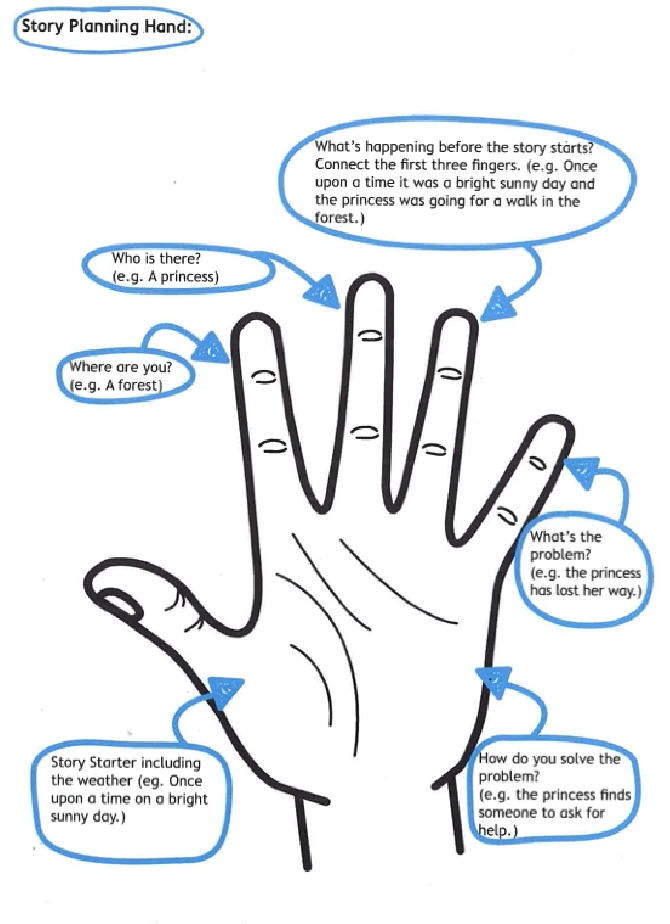 Story Planning Hand:
What's happening before the story starts?
Connect the first three fingers. (e.g. Once
upon a time it was a bright sunny day and
the princess was going for a walk in the
forest.)
Who is there?
(e.g. A princess)
Where are you?
(e.g. A forest)
What's the
problem?
(e.g. the princess
has lost her way.)
Story Starter including
the weather (eg. Once
upon a time on a bright
sunny day.)
How do you solve the
problem?
(e.g. the princess finds
someone to ask for
help.)